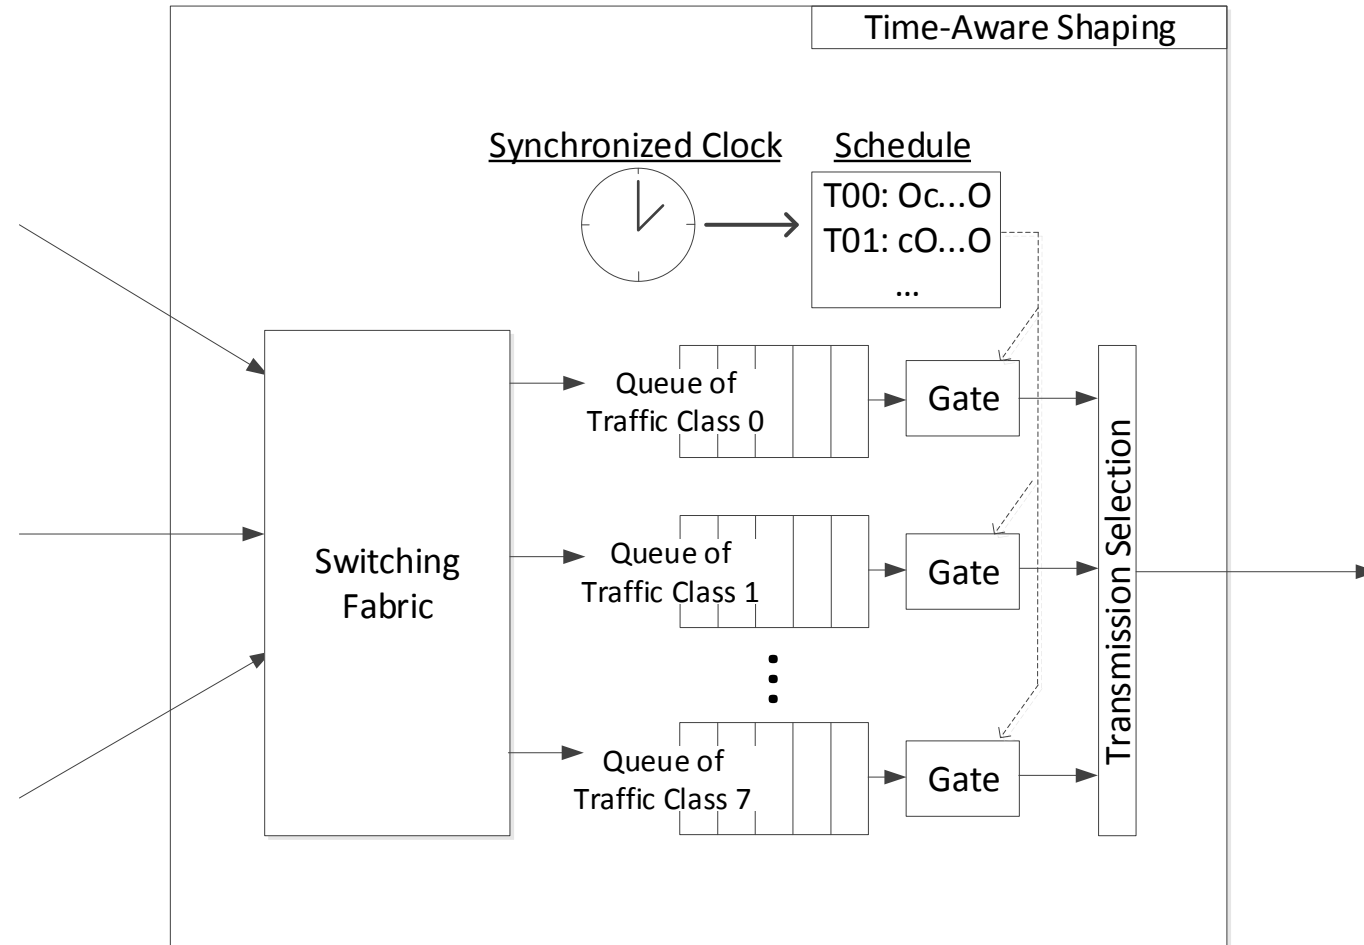 Time-Aware Shaping
Synchronized Clock
Schedule
T00: Oc...O
T01: cO...O
...
Queue of
Traffic Class 0
Gate
Switching
Fabric
Queue of
Traffic Class 1
Gate
Queue of
Traffic Class 7
Gate
Transmission Selection